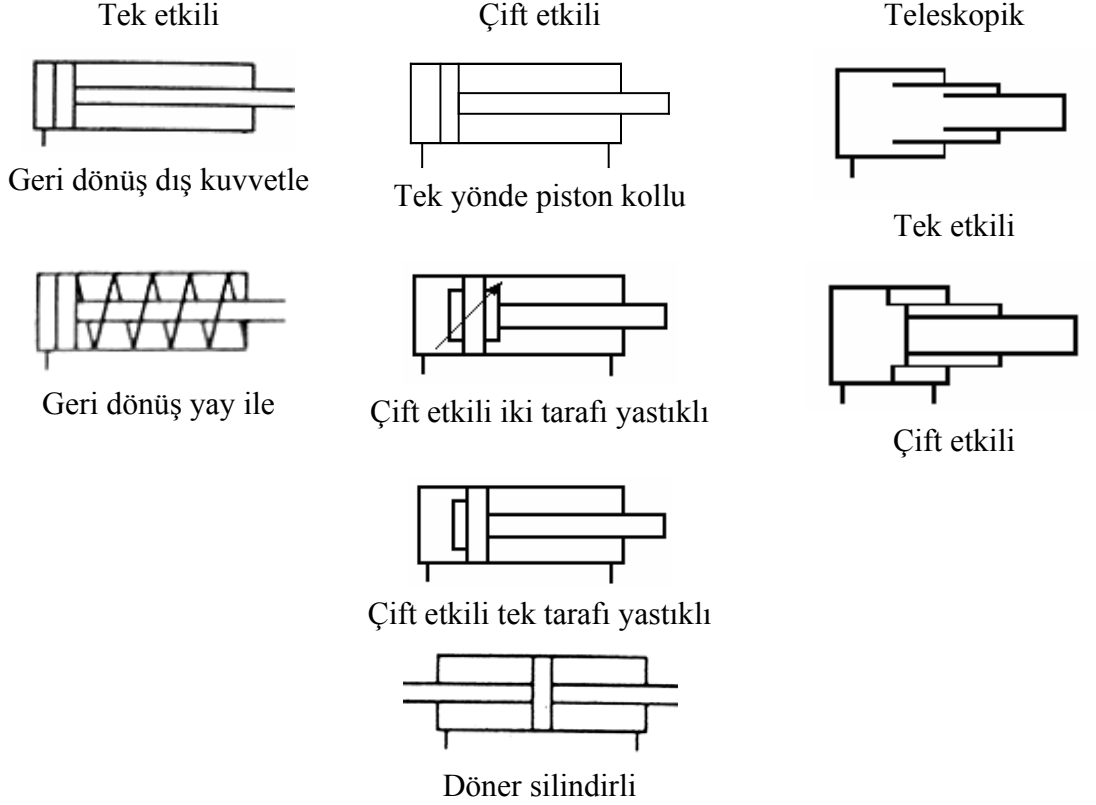 Tek etkili
Çift etkili
Teleskopik
Geri dönüş dış kuvvetle
Tek yönde piston kollu
Tek etkili
Geri dönüş yay ile
Çift etkili iki tarafı yastıklı
Çift etkili
Çift etkili tek tarafı yastıklı
Döner silindirli